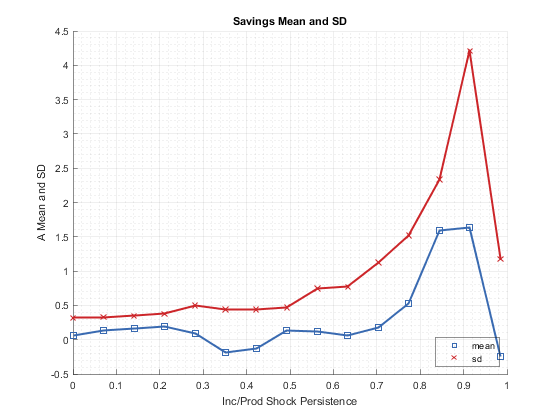 Savings Mean and SD
4.5
4
3.5
3
2.5
2
1.5
1
0.5
0
-0.5
A Mean and SD
mean
sd
0 0.1 0.2 0.3 0.4 0.5 0.6 0.7 0.8 0.9 1
Inc/Prod Shock Persistence